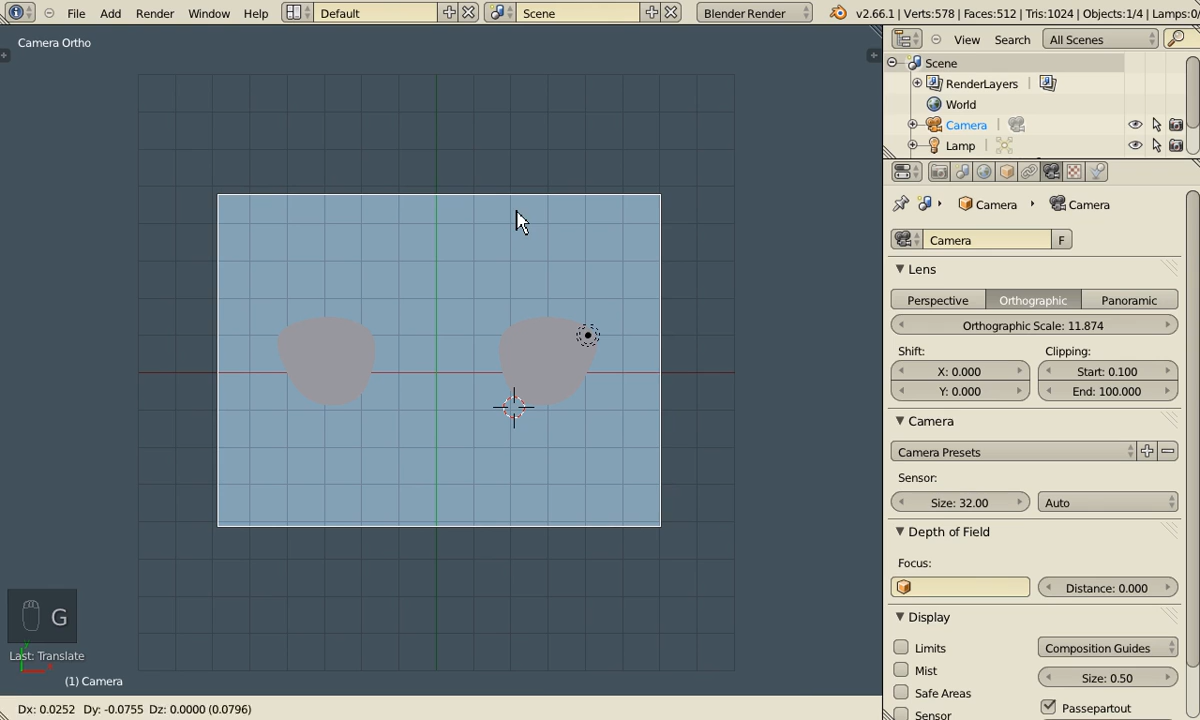 File Add Render Window Help Default Scene Blender Render v2.66.1 | Verts:578 | Faces:512 | Tris:1024 | Objects:1/4 | Lamps:0
Camera Ortho
View Search All Scenes
Scene
RenderLayers
World
Camera
Lamp
Camera Camera
Camera F
Lens
Perspective Orthographic Panoramic
Orthographic Scale: 11.874
Shift: Clipping:
X: 0.000 Start: 0.100
Y: 0.000 End: 100.000
Camera
Camera Presets
Sensor:
Size: 32.00 Auto
Depth of Field
Focus:
Distance: 0.000
Display
Limits Composition Guides
Mist Size: 0.50
Safe Areas
Sensor Passepartout
G
Last: Translate
(1) Camera
Dx: 0.0252 Dy: -0.0755 Dz: 0.0000 (0.0796)